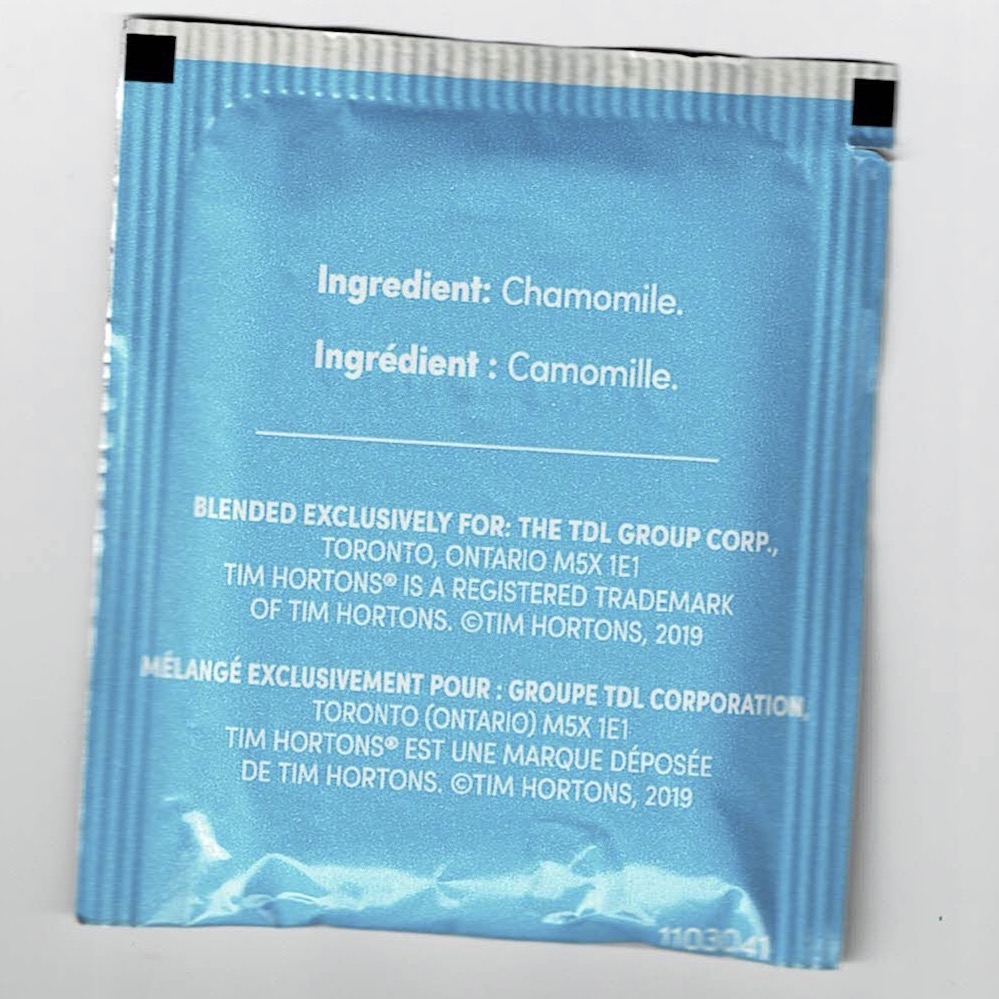 Ingredient: Chamomile.
Ingrédient : Camomille.
BLENDED EXCLUSIVELY FOR: THE TDL GROUP CORP.,
TORONTO, ONTARIO M5X 1E1
TIM HORTONS® IS A REGISTERED TRADEMARK
OF TIM HORTONS. ©TIM HORTONS, 2019
MÉLANGÉ EXCLUSIVEMENT POUR : GROUPE TDL CORPORATION,
TORONTO (ONTARIO) M5X 1E1
TIM HORTONS® EST UNE MARQUE DÉPOSÉE
DE TIM HORTONS. ©TIM HORTONS, 2019
1103041